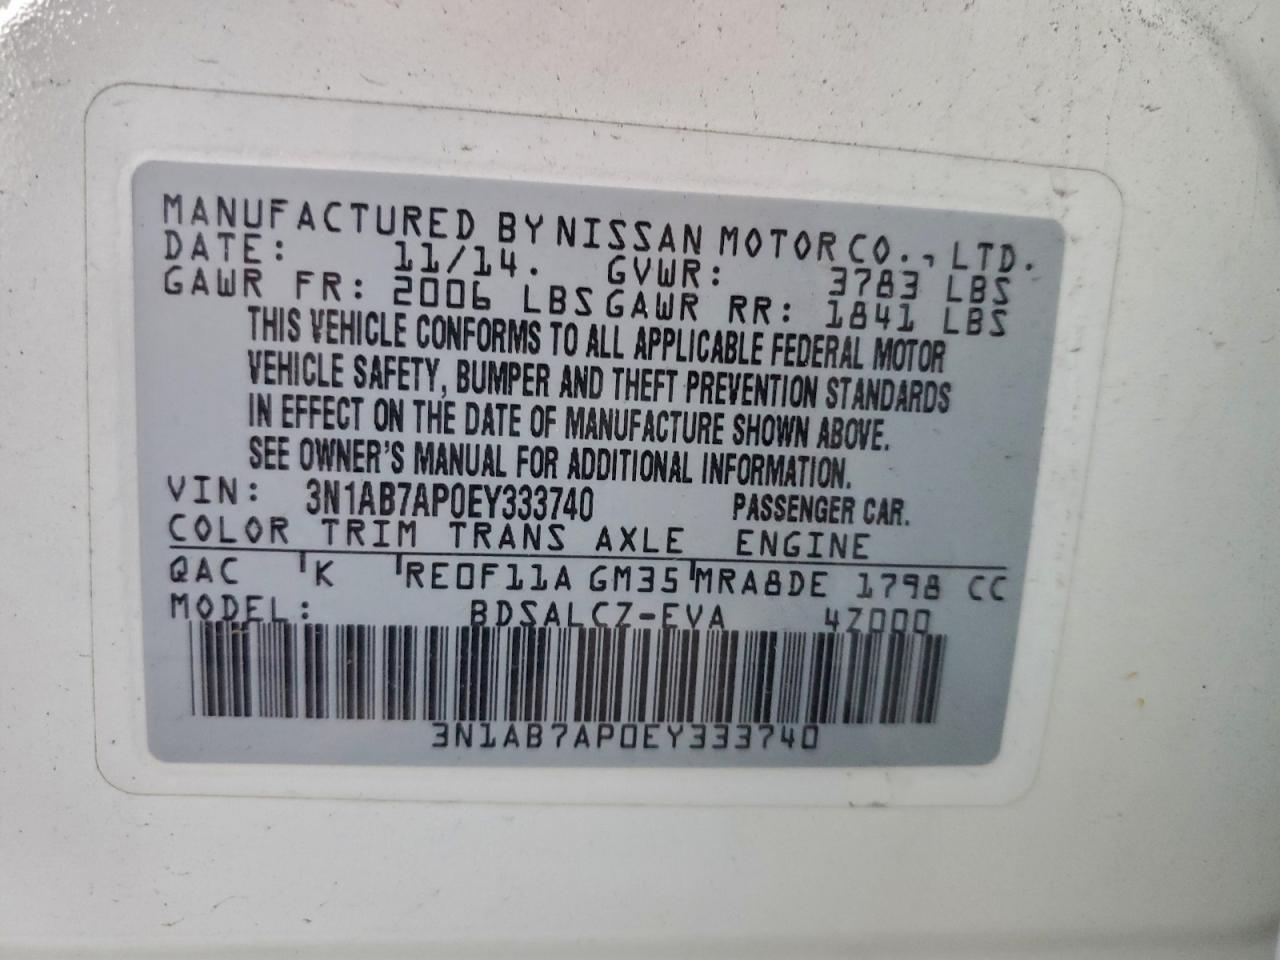 MANUFACTURED BY NISSAN MOTOR CO., LTD.
DATE: 11/14. GVWR: 3783 LBS
GAWR FR: 2006 LBS GAWR RR: 1841 LBS
THIS VEHICLE CONFORMS TO ALL APPLICABLE FEDERAL MOTOR
VEHICLE SAFETY, BUMPER AND THEFT PREVENTION STANDARDS
IN EFFECT ON THE DATE OF MANUFACTURE SHOWN ABOVE.
SEE OWNER'S MANUAL FOR ADDITIONAL INFORMATION.
VIN: 3N1AB7AP0EY333740 PASSENGER CAR.
COLOR TRIM TRANS AXLE ENGINE
QAC K RE0F11A GM35 MRA8DE 1798 CC
MODEL: BDSALCZ-EVA 4Z000
3N1AB7AP0EY333740